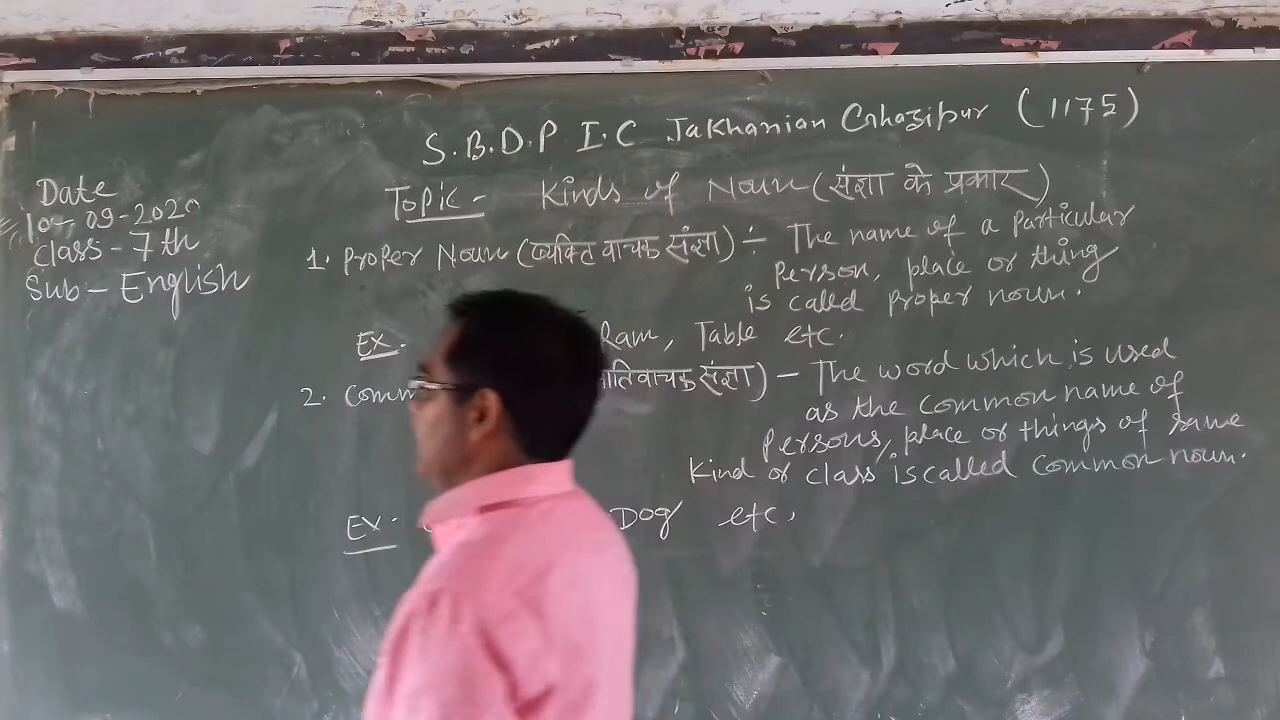 S.B.D.P I.C Jakhanian Ghazipur (1175)
Date
10-09-2020
Class - 7th
Sub - English
Topic - Kinds of Noun (संज्ञा के प्रकार)
1. Proper Noun (व्यक्ति वाचक संज्ञा) ÷ The name of a particular
person, place or thing
is called proper noun.
Ex. Ram, Table etc.
2. Comm वाचक संज्ञा) - The word which is used
as the common name of
persons, place or things of same
kind or class is called common noun.
Ex. Dog etc.